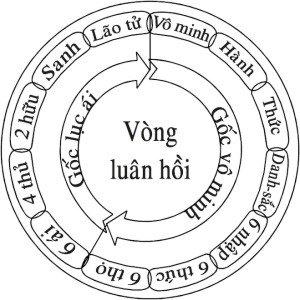 Vô minh
Hành
Thức
Danh-sắc
6 nhập
6 thức
6 thọ
6 ái
4 thủ
2 hữu
Sanh
Lão tử
Gốc vô minh
Gốc lục ái
Vòng
luân hồi